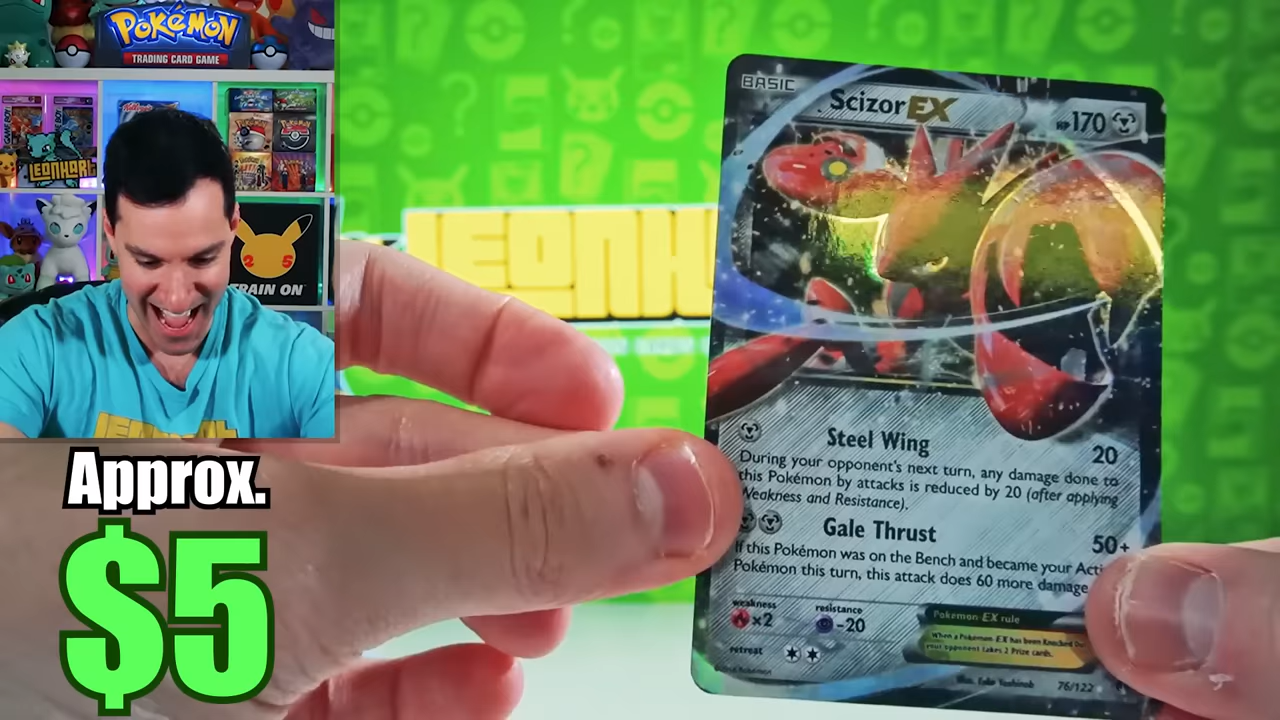 POKéMON
TRADING CARD GAME
LEONHART
25
TRAIN ON
Approx.
$5
LEONH
BASIC
Scizor EX
HP170
Steel Wing 20
During your opponent's next turn, any damage done to
this Pokémon by attacks is reduced by 20 (after applying
Weakness and Resistance).
Gale Thrust 50+
If this Pokémon was on the Bench and became your Acti
Pokémon this turn, this attack does 60 more damage
weakness
×2
resistance
-20
retreat
Pokémon EX rule
When a Pokémon-EX has been Knocked Ou
your opponent takes 2 Prize cards.
76/122